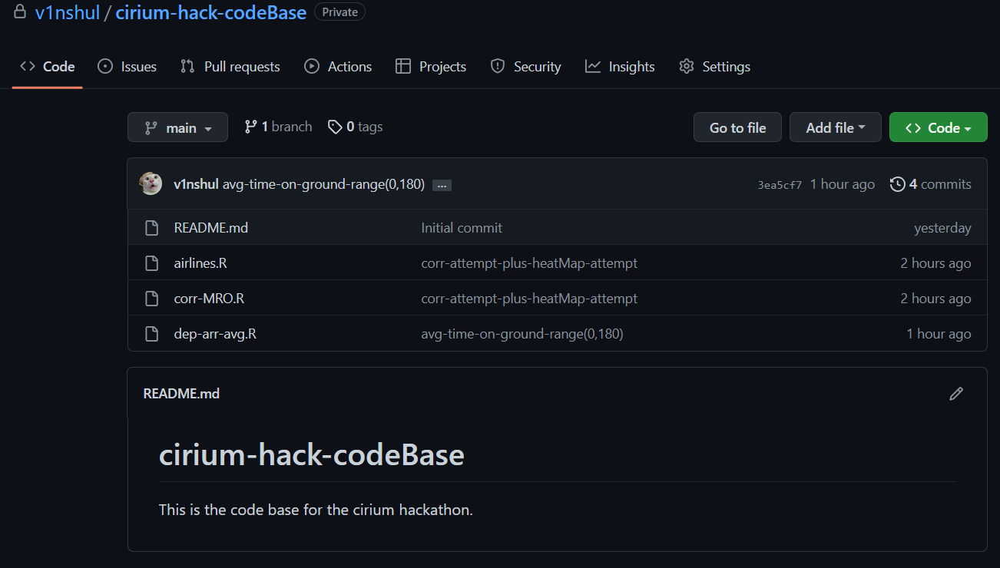 v1nshul / cirium-hack-codeBase Private
Code Issues Pull requests Actions Projects Security Insights Settings
main 1 branch 0 tags Go to file Add file <> Code
v1nshul avg-time-on-ground-range(0,180) ... 3ea5cf7 1 hour ago 4 commits
README.md Initial commit yesterday
airlines.R corr-attempt-plus-heatMap-attempt 2 hours ago
corr-MRO.R corr-attempt-plus-heatMap-attempt 2 hours ago
dep-arr-avg.R avg-time-on-ground-range(0,180) 1 hour ago
README.md
cirium-hack-codeBase
This is the code base for the cirium hackathon.